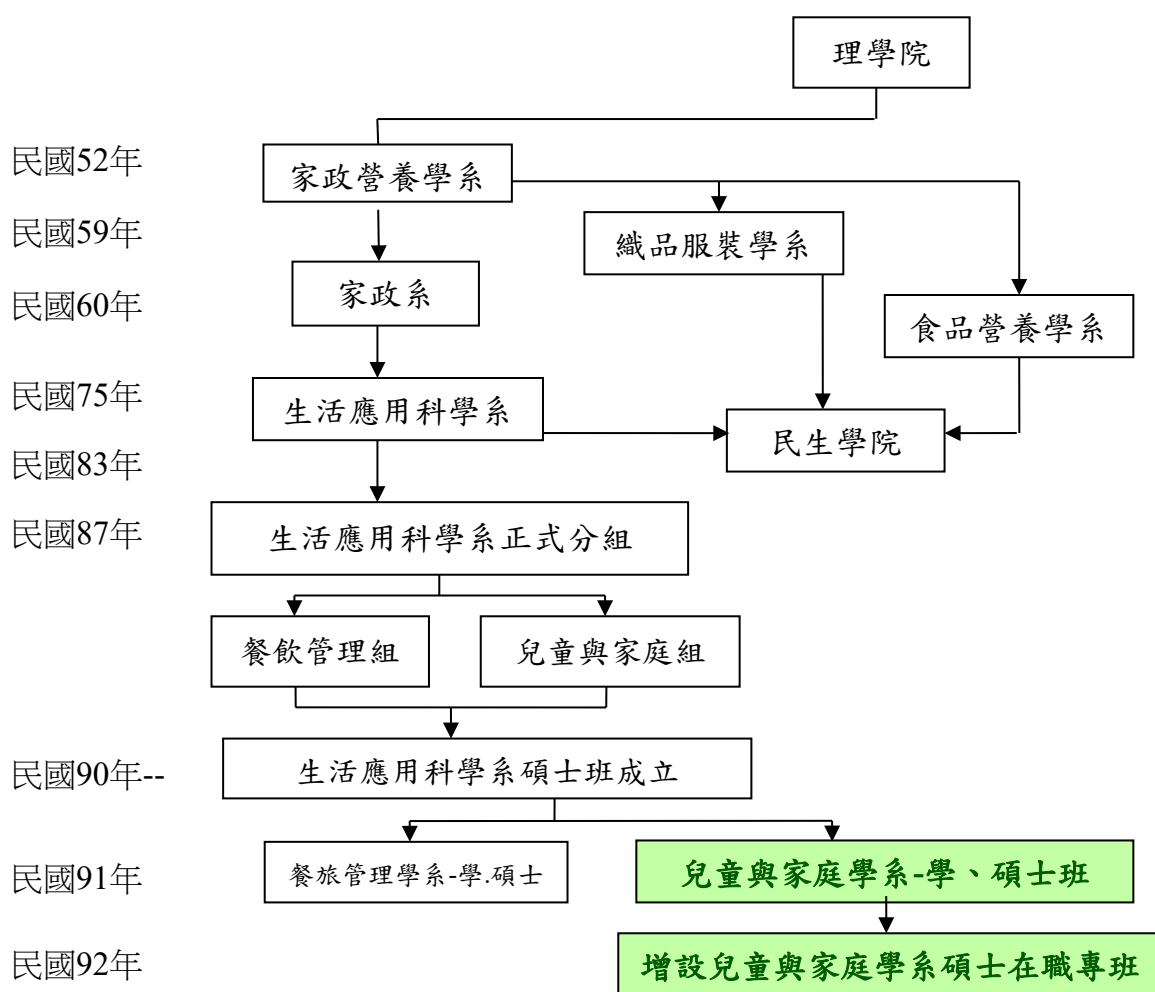 理學院
民國52年
家政營養學系
民國59年
織品服裝學系
家政系
民國60年
食品營養學系
民國75年
生活應用科學系
民生學院
民國83年
民國87年
生活應用科學系正式分組
餐飲管理組
兒童與家庭組
民國90年--
生活應用科學系碩士班成立
民國91年
餐旅管理學系-學.碩士
兒童與家庭學系-學、碩士班
民國92年
增設兒童與家庭學系碩士在職專班